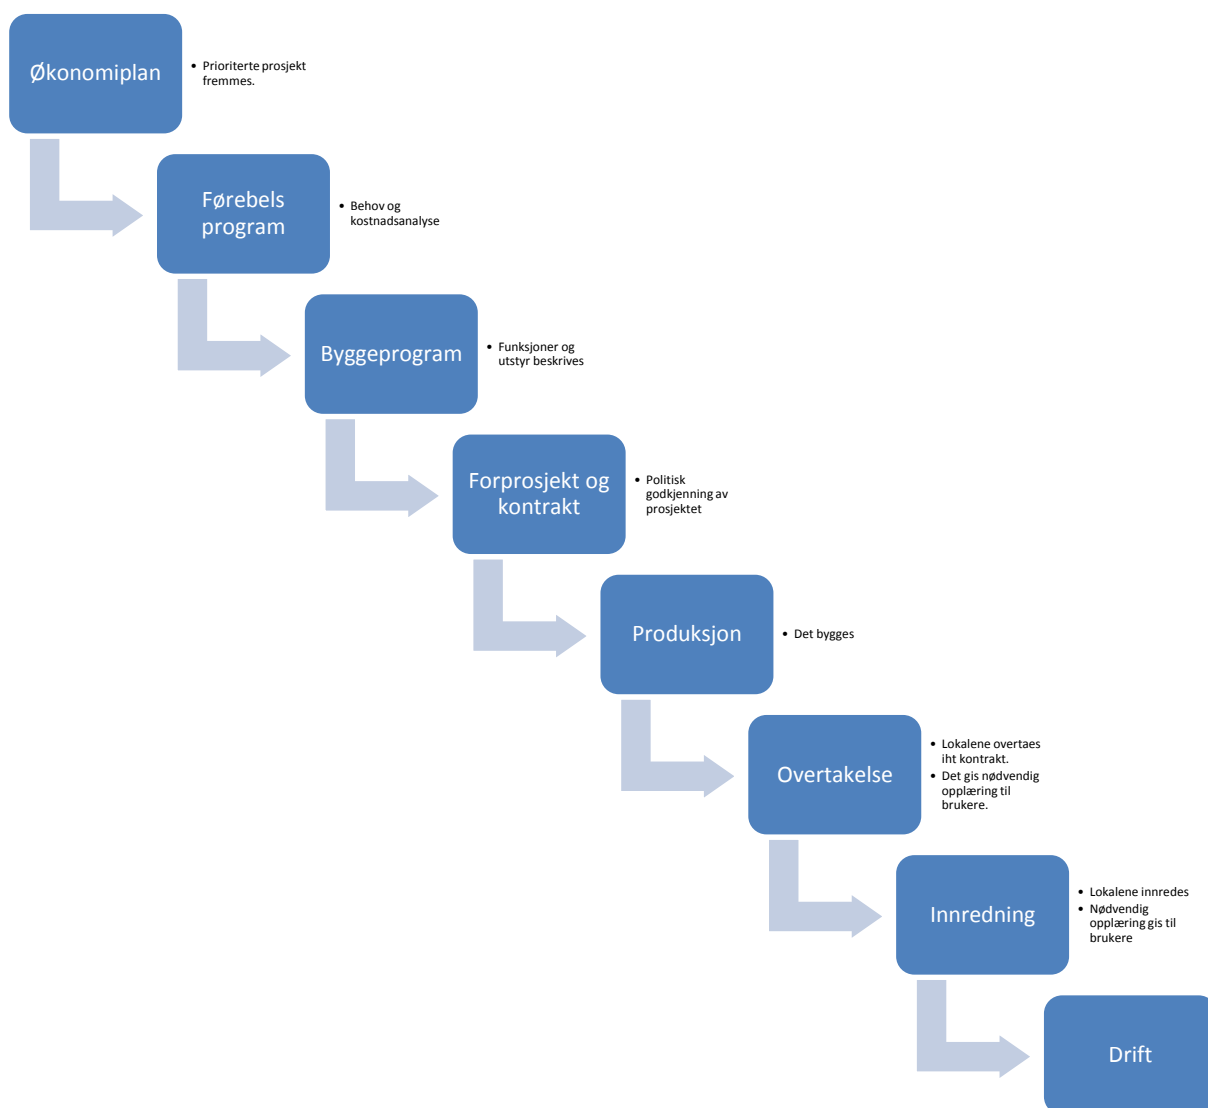 Økonomiplan
• Prioriterte prosjekt
fremmes.
Førebels
program
• Behov og
kostnadsanalyse
Byggeprogram
• Funksjoner og
utstyr beskrives
Forprosjekt og
kontrakt
• Politisk
godkjenning av
prosjektet
Produksjon
• Det bygges
Overtakelse
• Lokalene overtaes
iht kontrakt.
• Det gis nødvendig
opplæring til
brukere.
Innredning
• Lokalene innredes
• Nødvendig
opplæring gis til
brukere
Drift